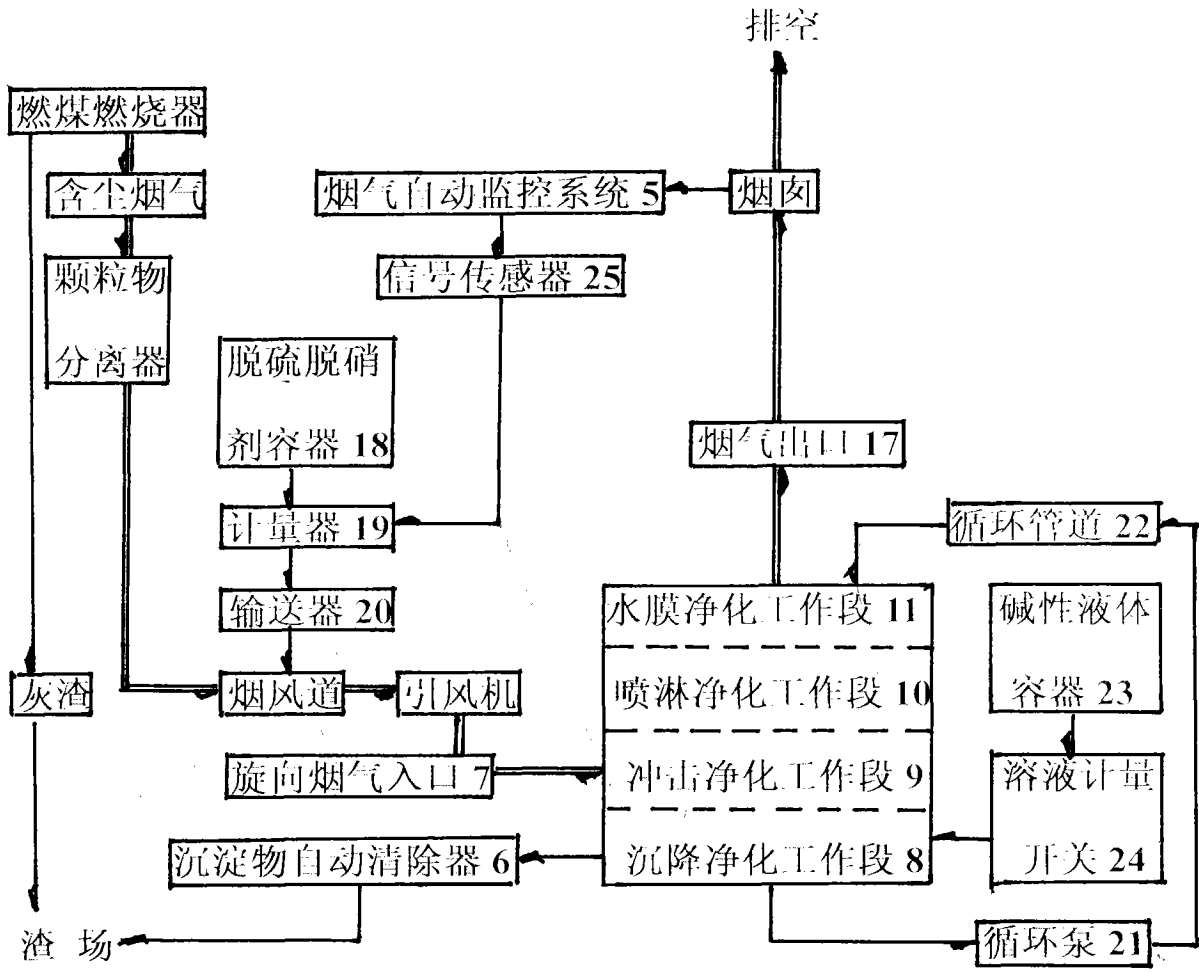 排空
燃煤燃烧器
含尘烟气
烟气自动监控系统 5
烟囱
颗粒物
分离器
信号传感器 25
脱硫脱硝
剂容器 18
烟气出口 17
计量器 19
循环管道 22
输送器 20
水膜净化工作段 11
碱性液体
容器 23
灰渣
烟风道
引风机
喷淋净化工作段 10
旋向烟气入口 7
冲击净化工作段 9
溶液计量
开关 24
沉淀物自动清除器 6
沉降净化工作段 8
渣 场
循环泵 21